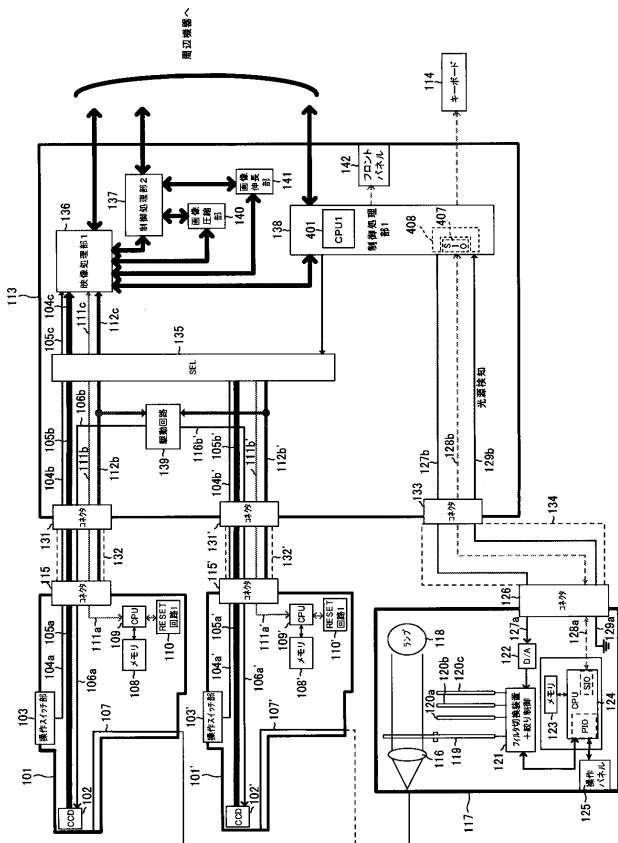 周辺機器へ
114
キーボード
142
フロント
パネル
136
映像処理部1
137
制御処理部2
画像伸長部
141
画像圧縮部
140
138
制御処理部1
401
CPU1
408
407
SIO
113
104c
105c
111c
112c
135
SEL
104b
105b
106b
111b
112b
139
駆動回路
116b'
104b'
105b'
111b'
112b'
光源検知
127b
128b
129b
131
コネクタ
132
131'
コネクタ
132'
133
コネクタ
134
115
コネクタ
115'
コネクタ
126
コネクタ
103
操作スイッチ部
101
104a
105a
106a
111a
102
CCD
107
109
CPU
メモリ
108
RESET
回路1
110
103'
操作スイッチ部
101'
104a'
105a'
106a'
111a'
102'
CCD
107'
109'
CPU
メモリ
108'
RESET
回路1
110'
127a
128a
129a
ランプ
118
D/A
122
120a
120b
120c
119
116
121
フィルタ切換装置
+絞り制御
123
メモリ
CPU
SIO
PIO
124
125
操作
パネル
117